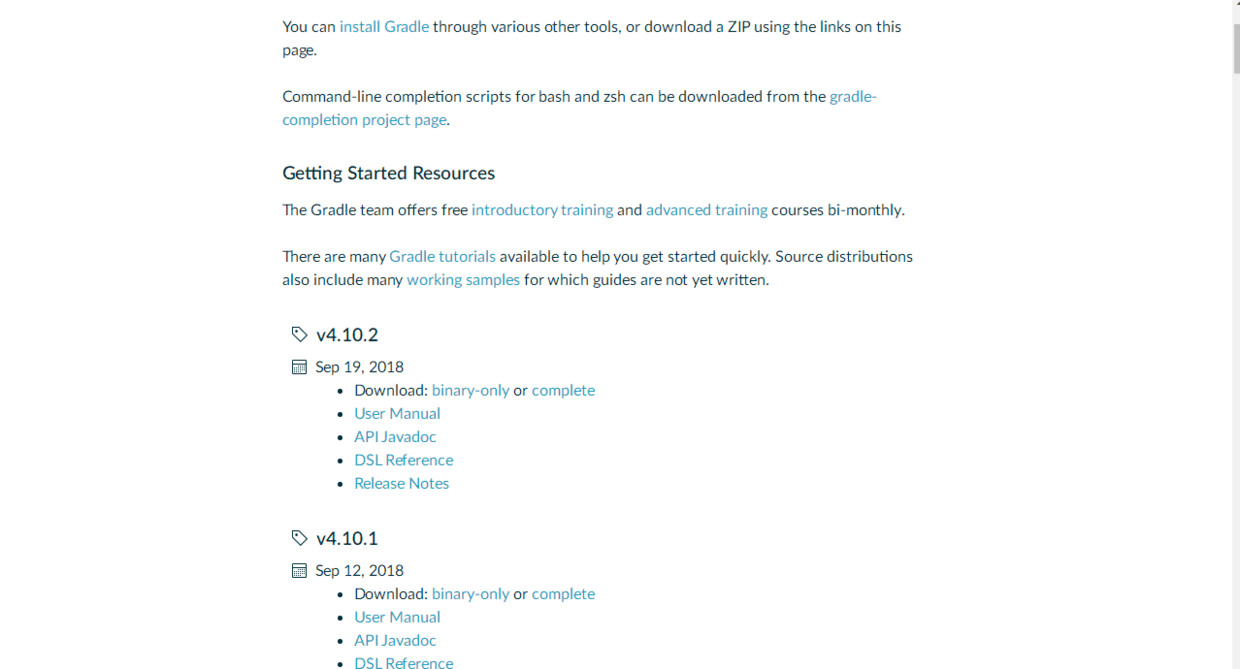 You can install Gradle through various other tools, or download a ZIP using the links on this
page.
Command-line completion scripts for bash and zsh can be downloaded from the gradle-
completion project page.
Getting Started Resources
The Gradle team offers free introductory training and advanced training courses bi-monthly.
There are many Gradle tutorials available to help you get started quickly. Source distributions
also include many working samples for which guides are not yet written.
v4.10.2
Sep 19, 2018
• Download: binary-only or complete
• User Manual
• API Javadoc
• DSL Reference
• Release Notes
v4.10.1
Sep 12, 2018
• Download: binary-only or complete
• User Manual
• API Javadoc
• DSL Reference